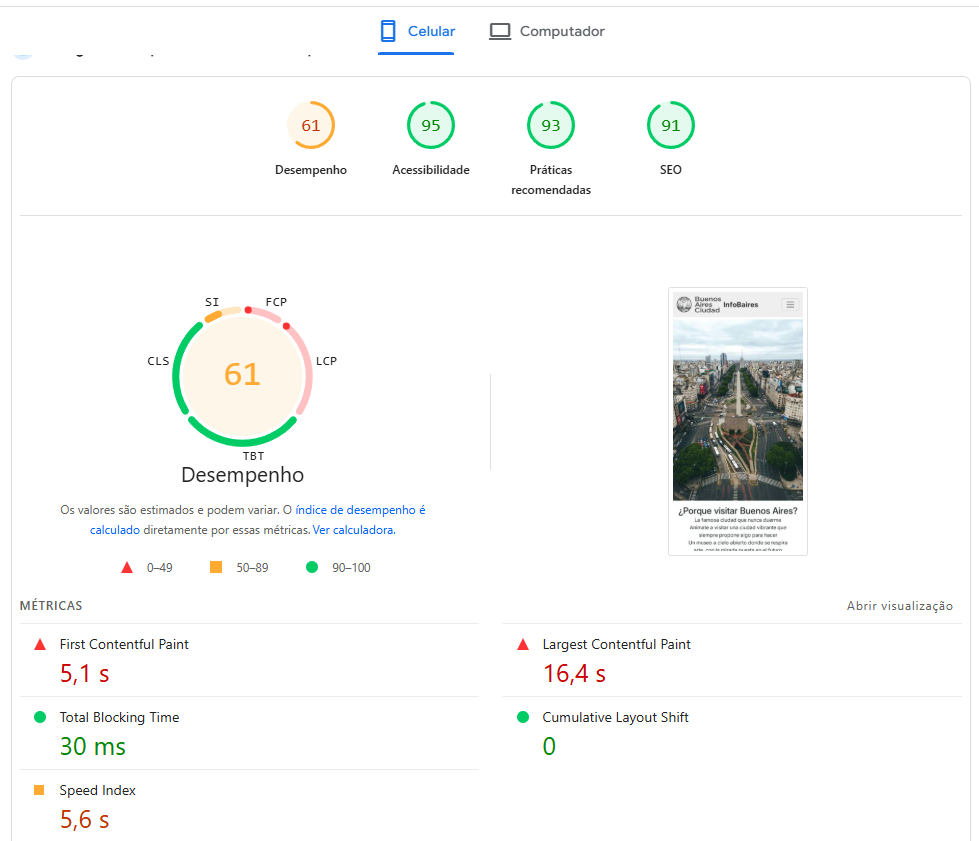 Celular
Computador
61
95
93
91
Desempenho
Acessibilidade
Práticas
recomendadas
SEO
SI
FCP
CLS
LCP
61
TBT
Desempenho
Os valores são estimados e podem variar. O índice de desempenho é
calculado diretamente por essas métricas. Ver calculadora.
0–49
50–89
90–100
Buenos
Aires
Ciudad
InfoBaires
¿Porque visitar Buenos Aires?
La famosa ciudad que nunca duerme
Animate a visitar una ciudad vibrante que
siempre propone algo para hacer
Un museo a cielo abierto donde se respira
arte, con la mirada puesta en el futuro
MÉTRICAS
Abrir visualização
First Contentful Paint
5,1 s
Largest Contentful Paint
16,4 s
Total Blocking Time
30 ms
Cumulative Layout Shift
0
Speed Index
5,6 s